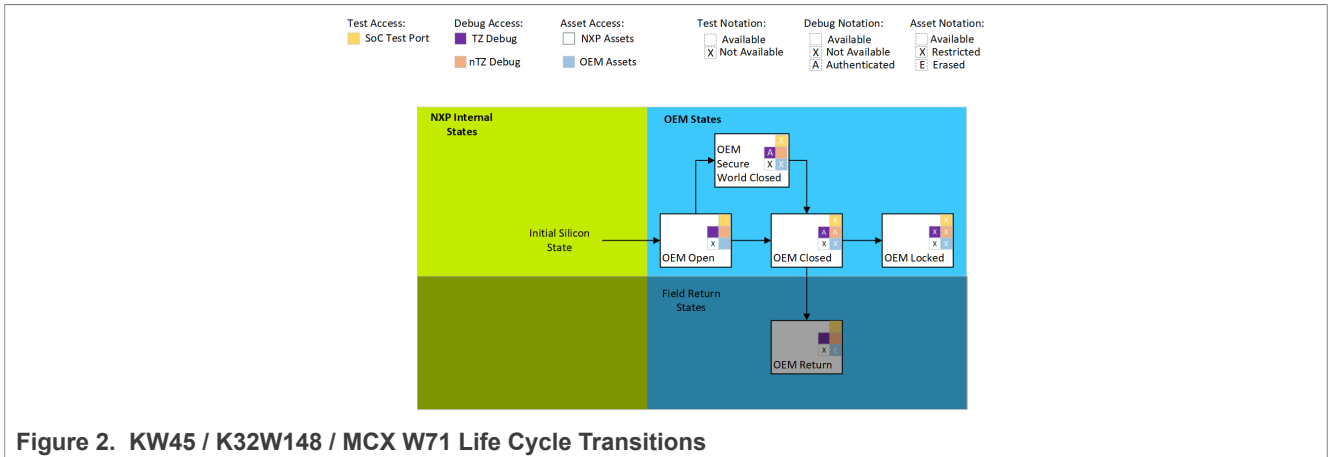 Test Access:
SoC Test Port
Debug Access:
TZ Debug
nTZ Debug
Asset Access:
NXP Assets
OEM Assets
Test Notation:
Available
X Not Available
Debug Notation:
Available
X Not Available
A Authenticated
Asset Notation:
Available
X Restricted
E Erased
NXP Internal
States
OEM States
X
OEM
A
Secure
X X
World Closed
Initial Silicon
State
X
OEM Open
X
A A
X X
OEM Closed
X
X X
X X
OEM Locked
Field Return
States
X E
OEM Return
Figure 2. KW45 / K32W148 / MCX W71 Life Cycle Transitions